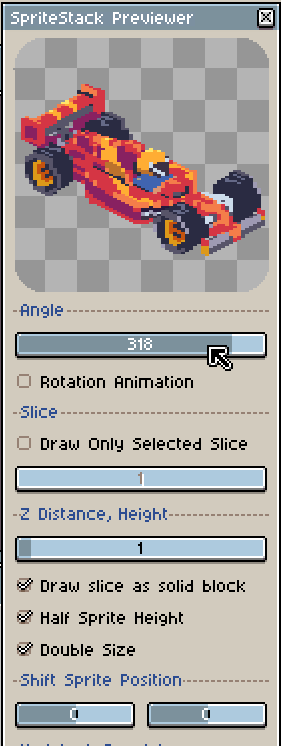 SpriteStack Previewer
Angle
318
Rotation Animation
Slice
Draw Only Selected Slice
1
Z Distance, Height
1
Draw slice as solid block
Half Sprite Height
Double Size
Shift Sprite Position
0 0